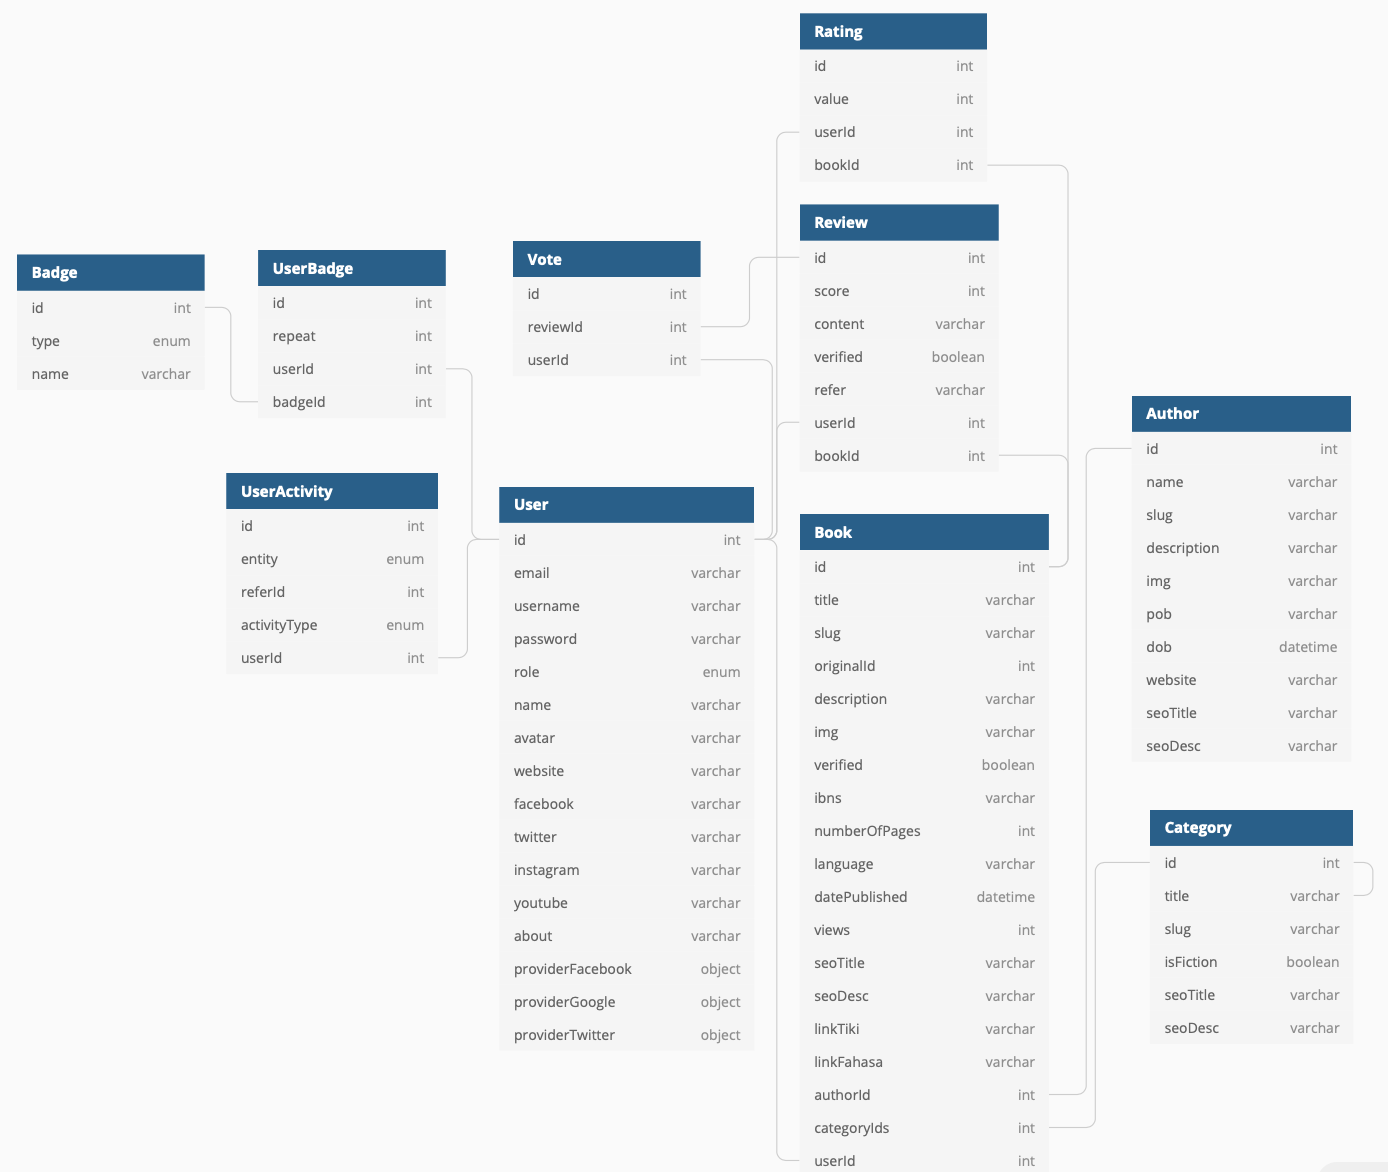 Rating
id int
value int
userId int
bookId int
Review
id int
score int
content varchar
verified boolean
refer varchar
userId int
bookId int
Badge
id int
type enum
name varchar
UserBadge
id int
repeat int
userId int
badgeId int
Vote
id int
reviewId int
userId int
UserActivity
id int
entity enum
referId int
activityType enum
userId int
User
id int
email varchar
username varchar
password varchar
role enum
name varchar
avatar varchar
website varchar
facebook varchar
twitter varchar
instagram varchar
youtube varchar
about varchar
providerFacebook object
providerGoogle object
providerTwitter object
Book
id int
title varchar
slug varchar
originalId int
description varchar
img varchar
verified boolean
ibns varchar
numberOfPages int
language varchar
datePublished datetime
views int
seoTitle varchar
seoDesc varchar
linkTiki varchar
linkFahasa varchar
authorId int
categoryIds int
userId int
Author
id int
name varchar
slug varchar
description varchar
img varchar
pob varchar
dob datetime
website varchar
seoTitle varchar
seoDesc varchar
Category
id int
title varchar
slug varchar
isFiction boolean
seoTitle varchar
seoDesc varchar